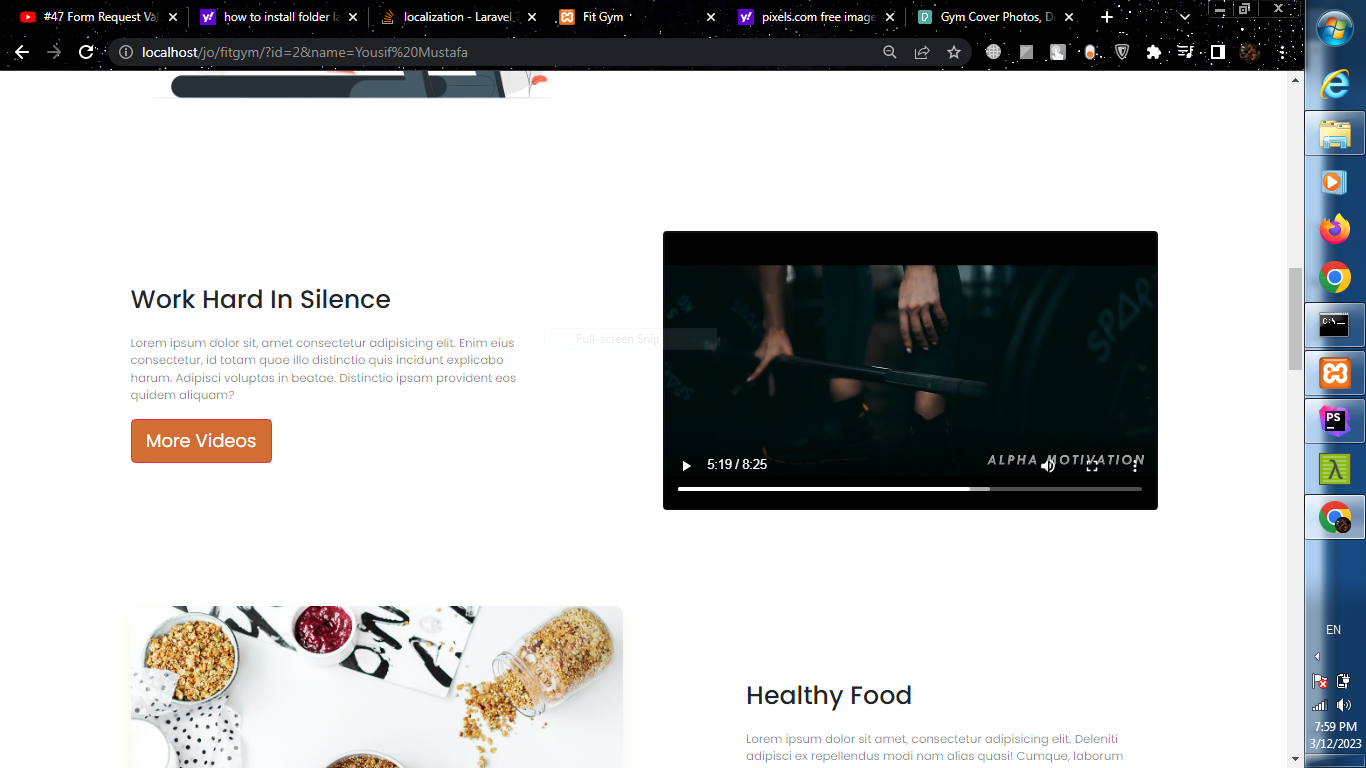 #47 Form Request Va
how to install folder la
localization - Laravel
Fit Gym
pixels.com free image
Gym Cover Photos, D
localhost/jo/fitgym/?id=2&name=Yousif%20Mustafa
Work Hard In Silence
Lorem ipsum dolor sit, amet consectetur adipisicing elit. Enim eius
consectetur, id totam quae illo distinctio quis incidunt explicabo
harum. Adipisci voluptas in beatae. Distinctio ipsam provident eos
quidem aliquam?
More Videos
Full-screen Snip
SPAR
ALPHA MOTIVATION
5:19 / 8:25
Healthy Food
Lorem ipsum dolor sit amet, consectetur adipisicing elit. Deleniti
adipisci ex repellendus modi nam alias quasi! Cumque, laborum
C:\_
PS
EN
7:59 PM
3/12/2023